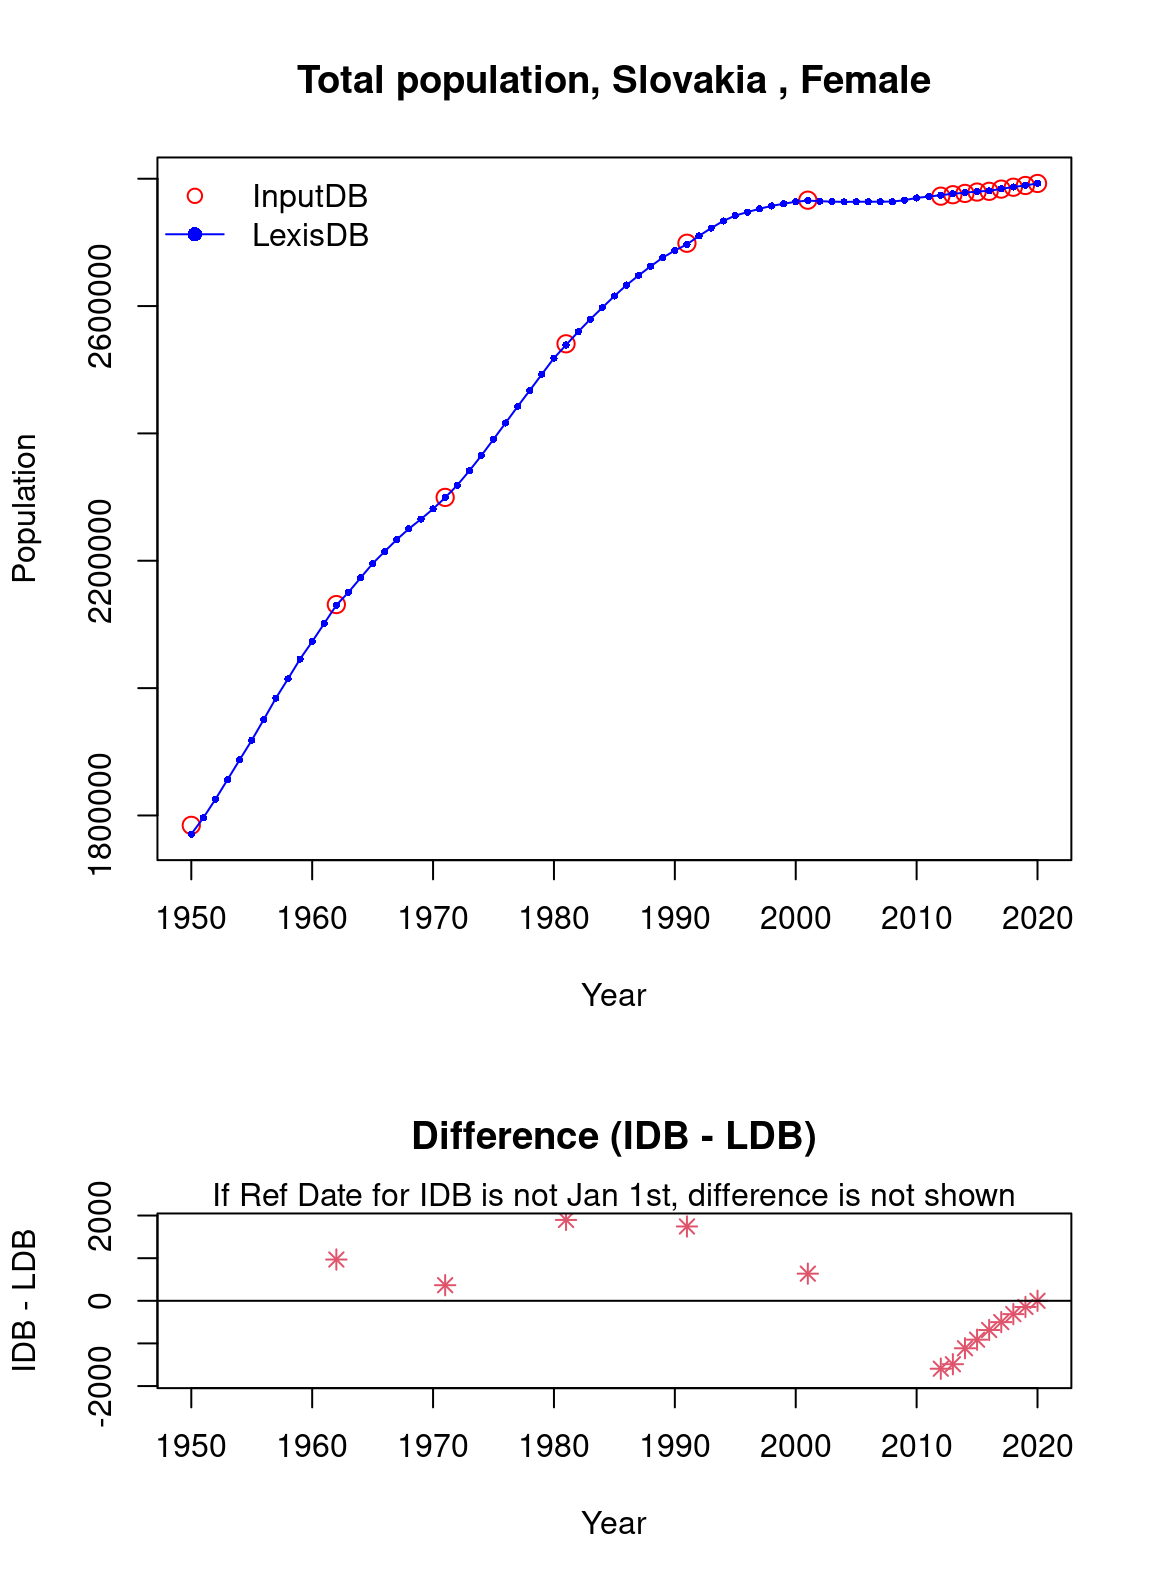 Total population, Slovakia , Female
InputDB
LexisDB
Population
2600000
2200000
1800000
1950 1960 1970 1980 1990 2000 2010 2020
Year
Difference (IDB - LDB)
If Ref Date for IDB is not Jan 1st, difference is not shown
IDB - LDB
2000
0
-2000
1950 1960 1970 1980 1990 2000 2010 2020
Year